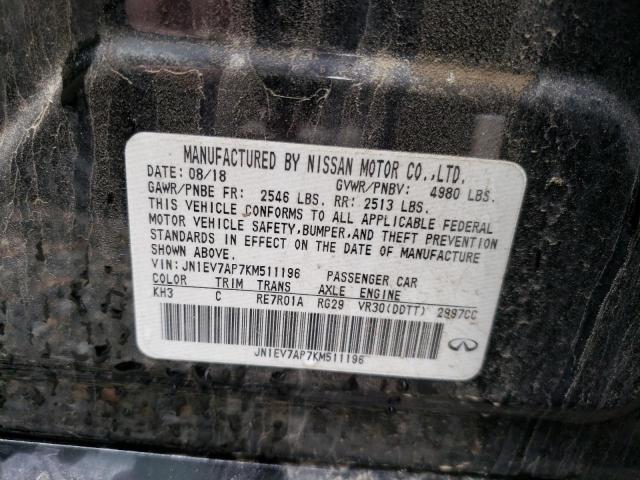 MANUFACTURED BY NISSAN MOTOR CO.,LTD.
DATE: 08/18 GVWR/PNBV: 4980 LBS.
GAWR/PNBE FR: 2546 LBS. RR: 2513 LBS.
THIS VEHICLE CONFORMS TO ALL APPLICABLE FEDERAL
MOTOR VEHICLE SAFETY,BUMPER,AND THEFT PREVENTION
STANDARDS IN EFFECT ON THE DATE OF MANUFACTURE
SHOWN ABOVE.
VIN: JN1EV7AP7KM511196 PASSENGER CAR
COLOR TRIM TRANS AXLE ENGINE
KH3 C RE7R01A RG29 VR30(DDTT) 2997CC
JN1EV7AP7KM511196